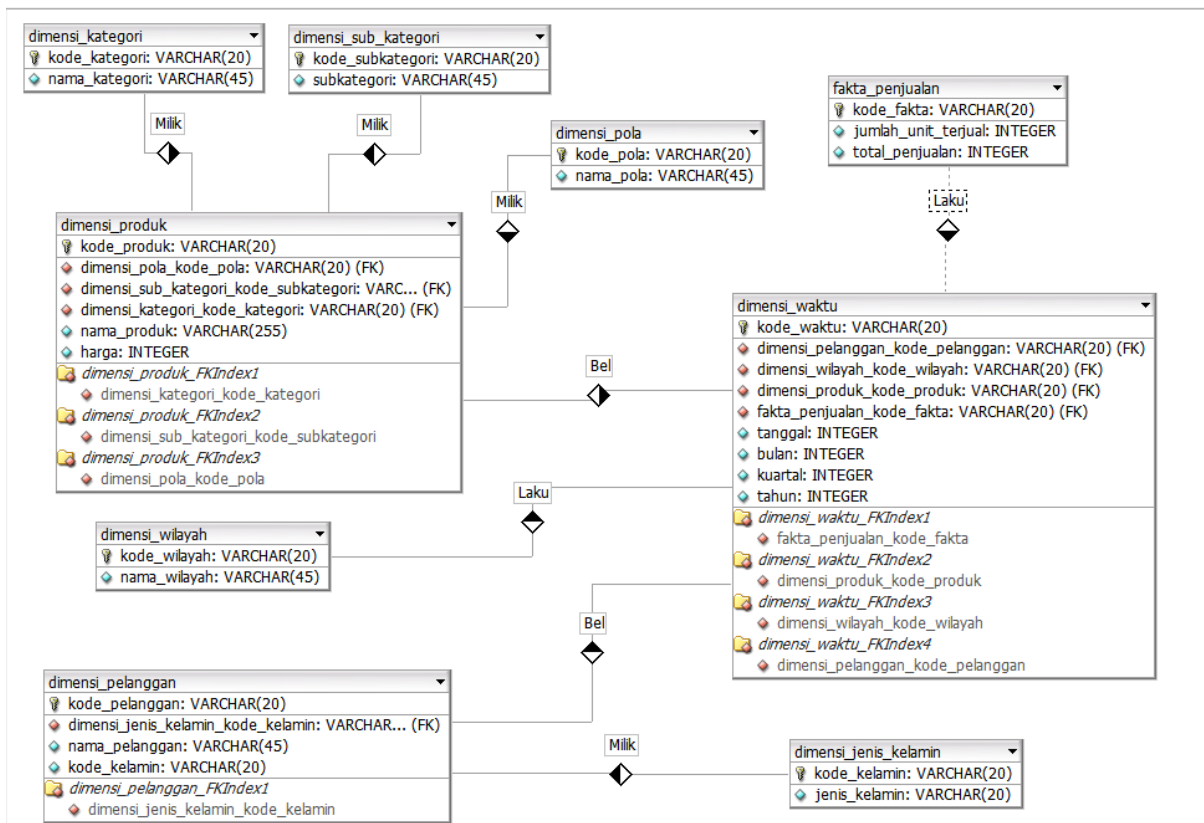 dimensi_kategori
kode_kategori: VARCHAR(20)
nama_kategori: VARCHAR(45)
dimensi_sub_kategori
kode_subkategori: VARCHAR(20)
subkategori: VARCHAR(45)
Milik
Milik
dimensi_pola
kode_pola: VARCHAR(20)
nama_pola: VARCHAR(45)
Milik
fakta_penjualan
kode_fakta: VARCHAR(20)
jumlah_unit_terjual: INTEGER
total_penjualan: INTEGER
Laku
dimensi_produk
kode_produk: VARCHAR(20)
dimensi_pola_kode_pola: VARCHAR(20) (FK)
dimensi_sub_kategori_kode_subkategori: VARC... (FK)
dimensi_kategori_kode_kategori: VARCHAR(20) (FK)
nama_produk: VARCHAR(255)
harga: INTEGER
dimensi_produk_FKIndex1
dimensi_kategori_kode_kategori
dimensi_produk_FKIndex2
dimensi_sub_kategori_kode_subkategori
dimensi_produk_FKIndex3
dimensi_pola_kode_pola
Bel
dimensi_waktu
kode_waktu: VARCHAR(20)
dimensi_pelanggan_kode_pelanggan: VARCHAR(20) (FK)
dimensi_wilayah_kode_wilayah: VARCHAR(20) (FK)
dimensi_produk_kode_produk: VARCHAR(20) (FK)
fakta_penjualan_kode_fakta: VARCHAR(20) (FK)
tanggal: INTEGER
bulan: INTEGER
kuartal: INTEGER
tahun: INTEGER
dimensi_waktu_FKIndex1
fakta_penjualan_kode_fakta
dimensi_waktu_FKIndex2
dimensi_produk_kode_produk
dimensi_waktu_FKIndex3
dimensi_wilayah_kode_wilayah
dimensi_waktu_FKIndex4
dimensi_pelanggan_kode_pelanggan
Laku
dimensi_wilayah
kode_wilayah: VARCHAR(20)
nama_wilayah: VARCHAR(45)
Bel
dimensi_pelanggan
kode_pelanggan: VARCHAR(20)
dimensi_jenis_kelamin_kode_kelamin: VARCHAR... (FK)
nama_pelanggan: VARCHAR(45)
kode_kelamin: VARCHAR(20)
dimensi_pelanggan_FKIndex1
dimensi_jenis_kelamin_kode_kelamin
Milik
dimensi_jenis_kelamin
kode_kelamin: VARCHAR(20)
jenis_kelamin: VARCHAR(20)